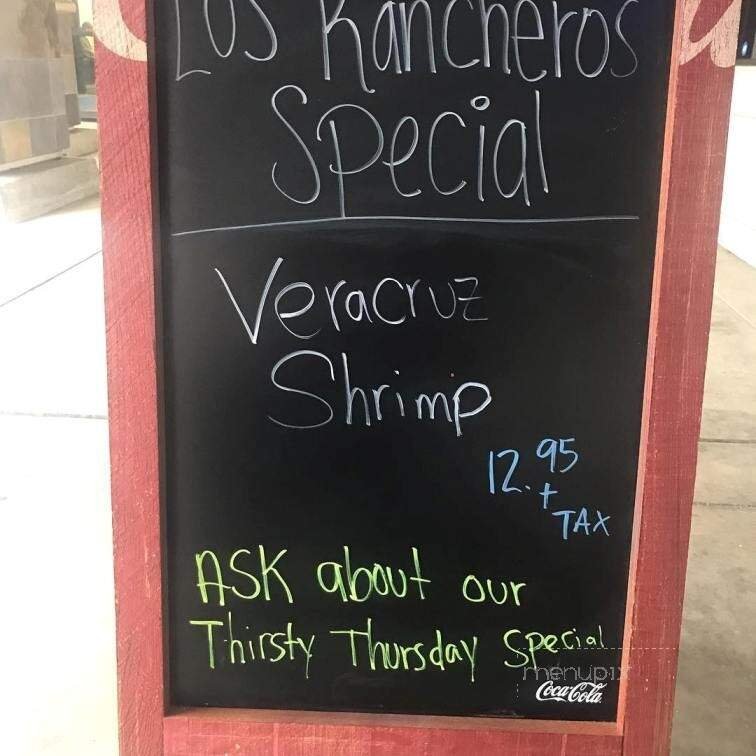 Los Rancheros
Special
Veracruz
Shrimp
12.95
+
TAX
ASK about our
Thirsty Thursday Special
menupix
Coca-Cola